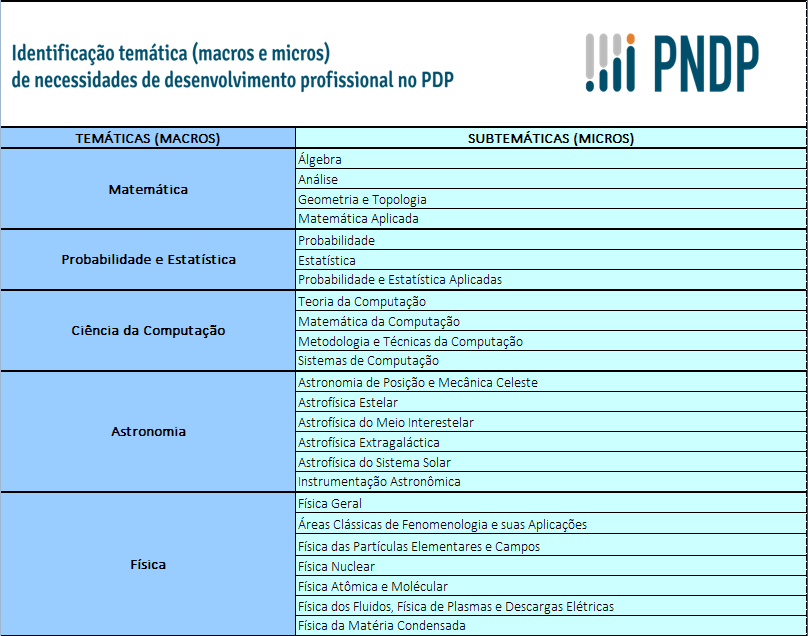 Identificação temática (macros e micros)
de necessidades de desenvolvimento profissional no PDP
PNDP
TEMÁTICAS (MACROS)
SUBTEMÁTICAS (MICROS)
Matemática
Álgebra
Análise
Geometria e Topologia
Matemática Aplicada
Probabilidade e Estatística
Probabilidade
Estatística
Probabilidade e Estatística Aplicadas
Ciência da Computação
Teoria da Computação
Matemática da Computação
Metodologia e Técnicas da Computação
Sistemas de Computação
Astronomia
Astronomia de Posição e Mecânica Celeste
Astrofísica Estelar
Astrofísica do Meio Interestelar
Astrofísica Extragaláctica
Astrofísica do Sistema Solar
Instrumentação Astronômica
Física
Física Geral
Áreas Clássicas de Fenomenologia e suas Aplicações
Física das Partículas Elementares e Campos
Física Nuclear
Física Atômica e Molécular
Física dos Fluidos, Física de Plasmas e Descargas Elétricas
Física da Matéria Condensada